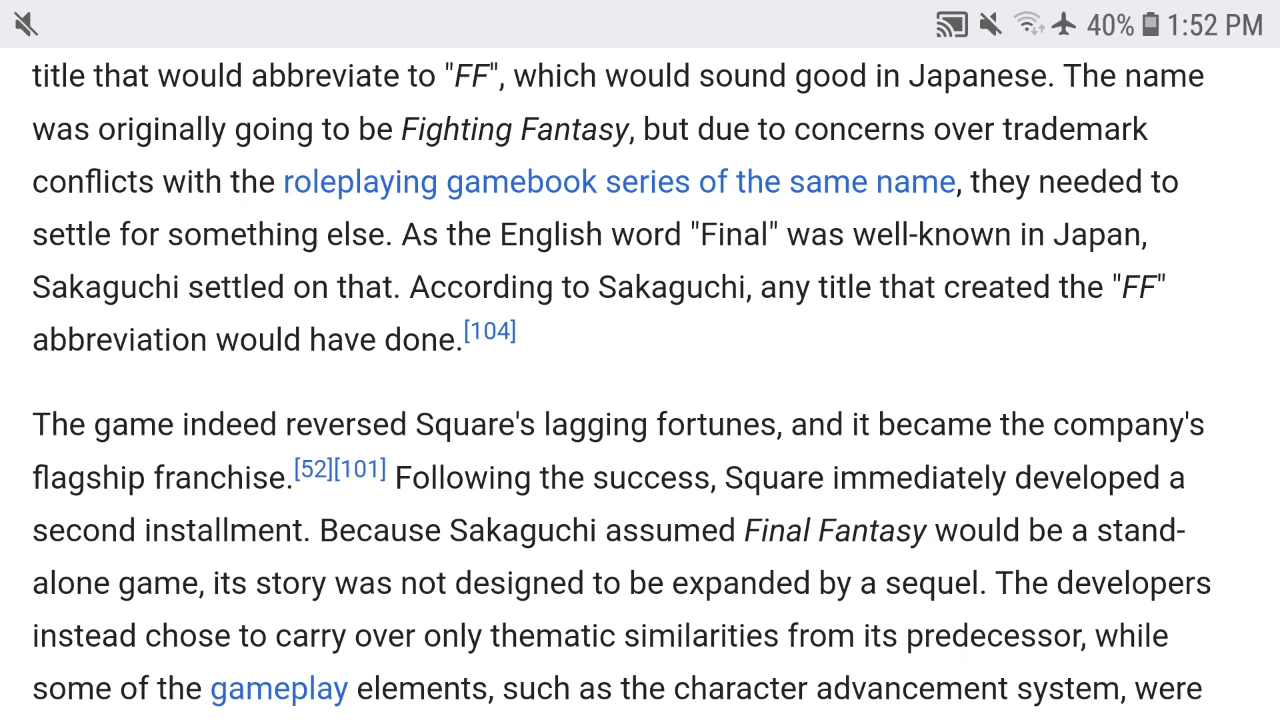 40% 1:52 PM
title that would abbreviate to "FF", which would sound good in Japanese. The name
was originally going to be Fighting Fantasy, but due to concerns over trademark
conflicts with the roleplaying gamebook series of the same name, they needed to
settle for something else. As the English word "Final" was well-known in Japan,
Sakaguchi settled on that. According to Sakaguchi, any title that created the "FF"
abbreviation would have done.[104]
The game indeed reversed Square's lagging fortunes, and it became the company's
flagship franchise.[52][101] Following the success, Square immediately developed a
second installment. Because Sakaguchi assumed Final Fantasy would be a stand-
alone game, its story was not designed to be expanded by a sequel. The developers
instead chose to carry over only thematic similarities from its predecessor, while
some of the gameplay elements, such as the character advancement system, were